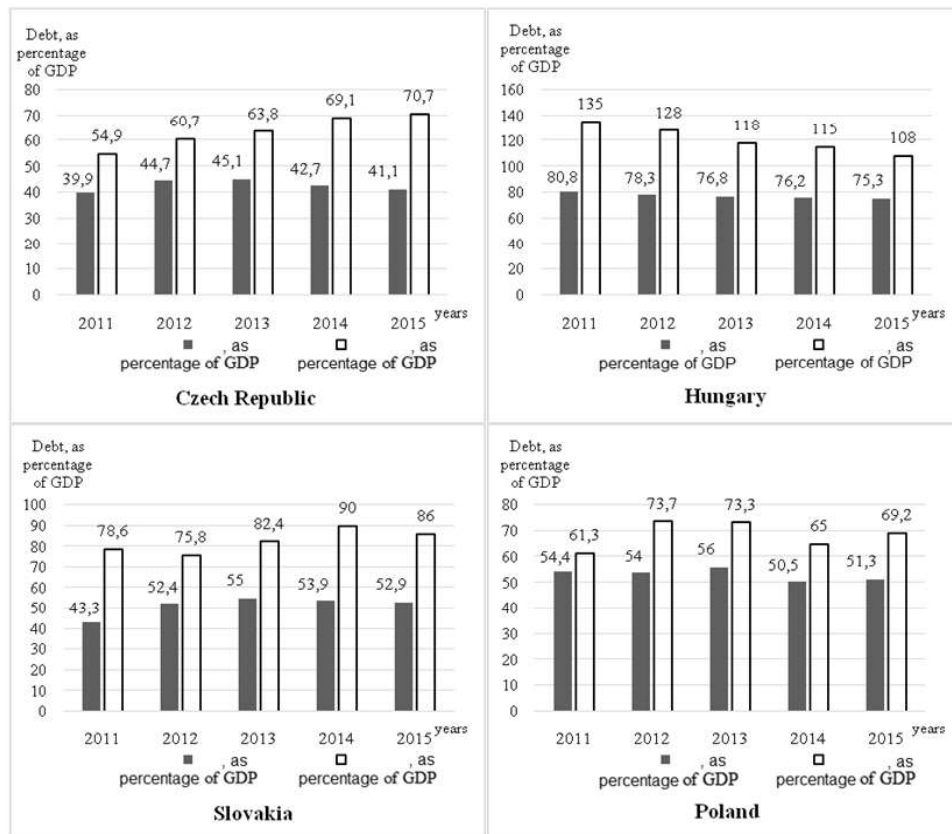 Debt, as
percentage
of GDP
80
70
60
50
40
30
20
10
0
39,9
54,9
44,7
60,7
45,1
63,8
42,7
69,1
41,1
70,7
2011
2012
2013
2014
2015
years
, as
percentage of GDP
, as
percentage of GDP
Czech Republic
Debt, as
percentage
of GDP
160
140
120
100
80
60
40
20
0
80,8
135
78,3
128
76,8
118
76,2
115
75,3
108
2011
2012
2013
2014
2015
years
, as
percentage of GDP
, as
percentage of GDP
Hungary
Debt, as
percentage
of GDP
100
90
80
70
60
50
40
30
20
10
0
43,3
78,6
52,4
75,8
55
82,4
53,9
90
52,9
86
2011
2012
2013
2014
2015
years
, as
percentage of GDP
, as
percentage of GDP
Slovakia
Debt, as
percentage
of GDP
80
70
60
50
40
30
20
10
0
54,4
61,3
54
73,7
56
73,3
50,5
65
51,3
69,2
2011
2012
2013
2014
2015
years
, as
percentage of GDP
, as
percentage of GDP
Poland